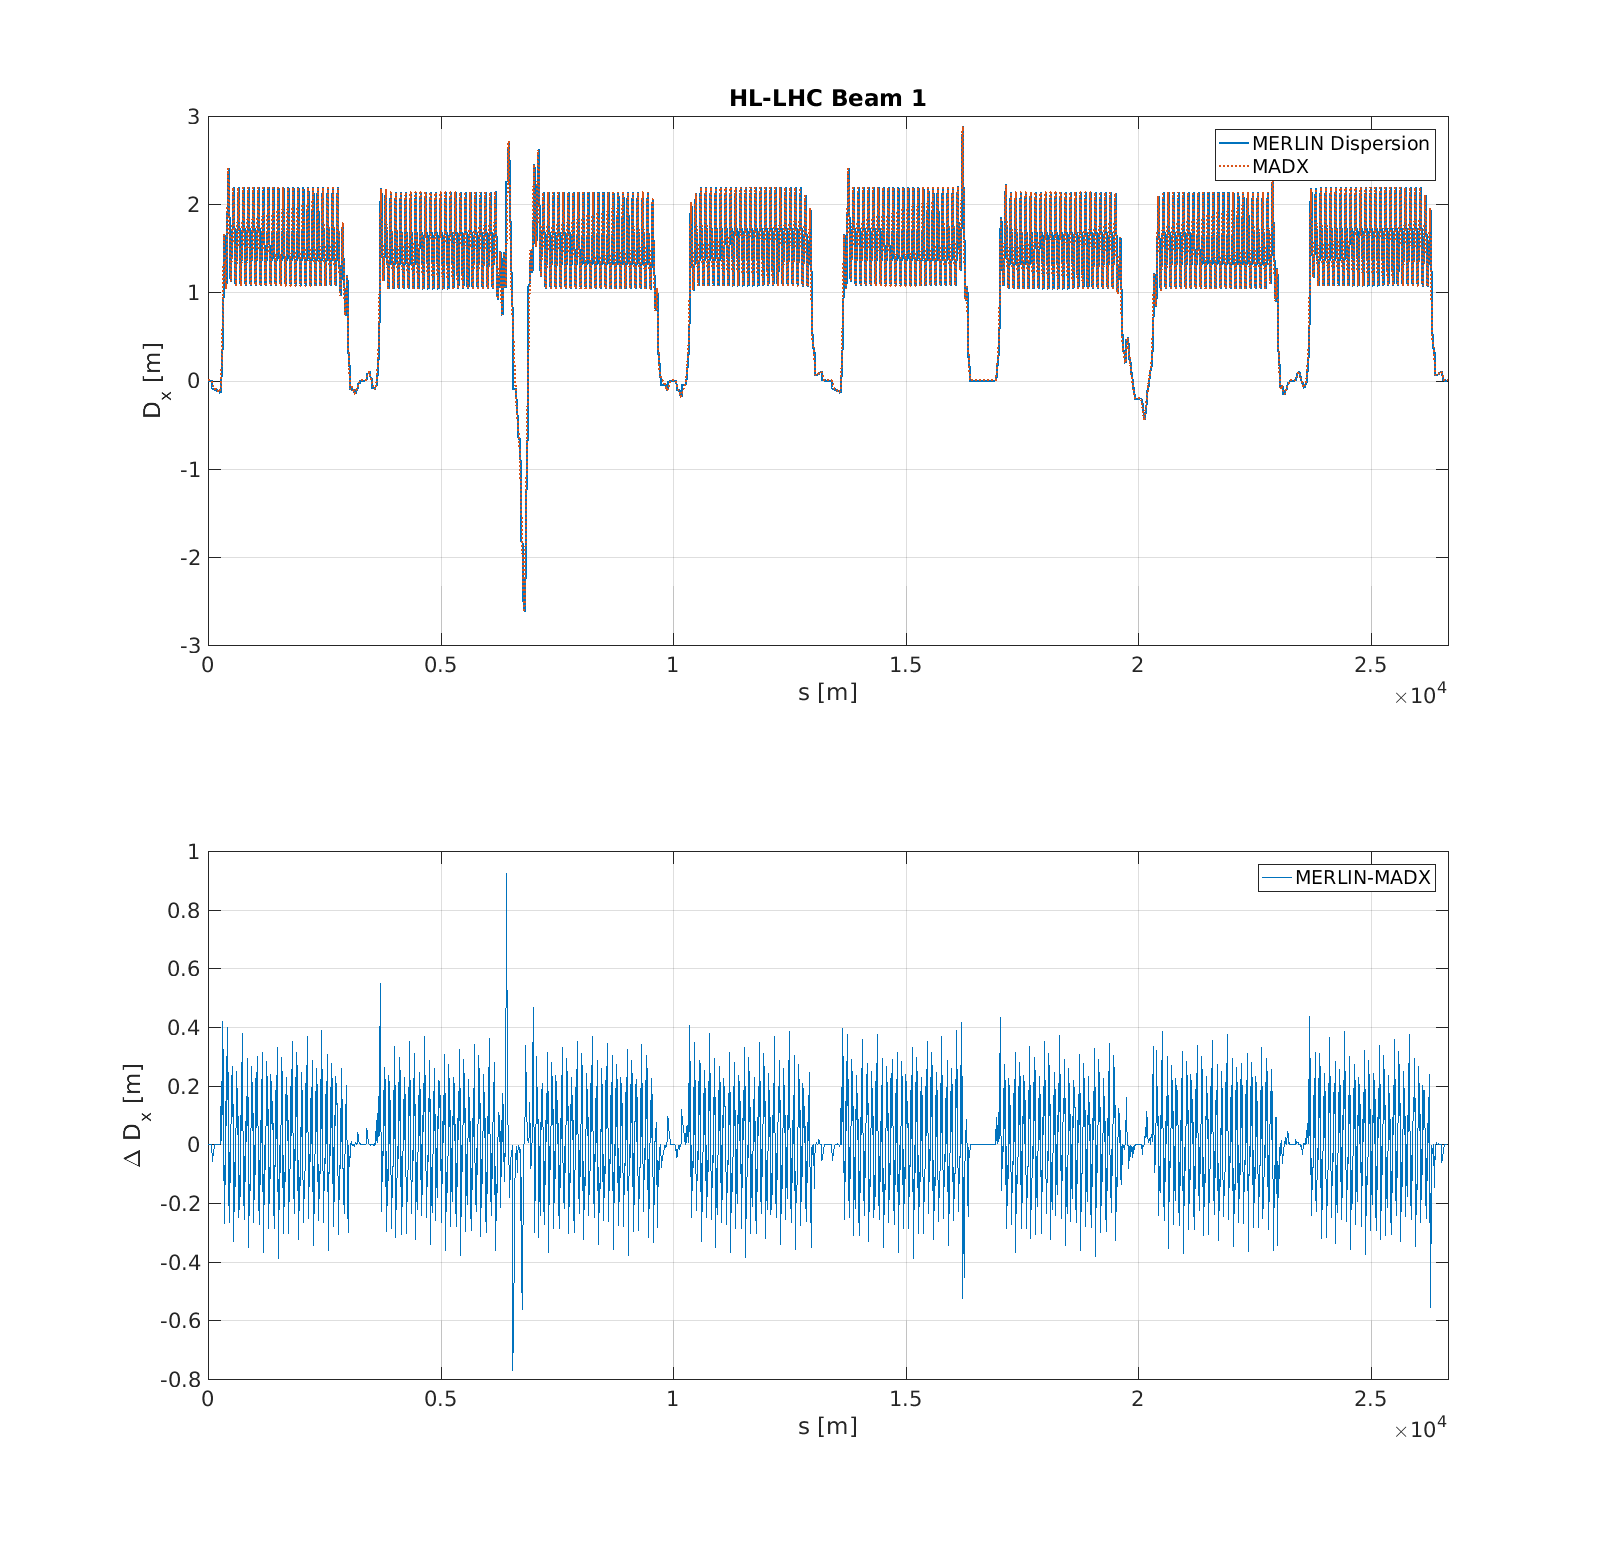 HL-LHC Beam 1
3
2
1
0
-1
-2
-3
D_x [m]
MERLIN Dispersion
MADX
0 0.5 1 1.5 2 2.5
s [m]
×10^4
1
0.8
0.6
0.4
0.2
0
-0.2
-0.4
-0.6
-0.8
Δ D_x [m]
MERLIN-MADX
0 0.5 1 1.5 2 2.5
s [m]
×10^4